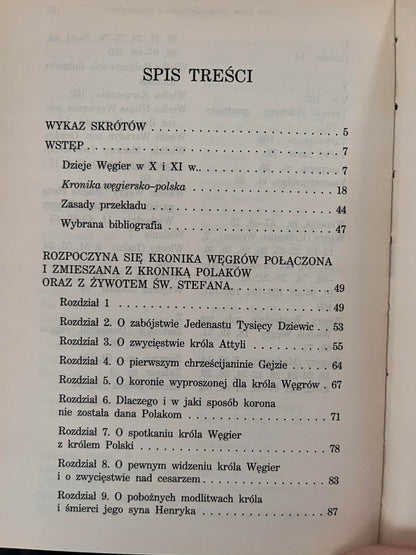 SPIS TREŚCI
WYKAZ SKRÓTÓW . . . . . . . . . . . . . . . . . . . . . . 5
WSTĘP . . . . . . . . . . . . . . . . . . . . . . . . . . . . 7
Dzieje Węgier w X i XI w.. . . . . . . . . . . . . . . . 7
Kronika węgiersko-polska . . . . . . . . . . . . . . . 18
Zasady przekładu . . . . . . . . . . . . . . . . . . . 44
Wybrana bibliografia . . . . . . . . . . . . . . . . . 47
ROZPOCZYNA SIĘ KRONIKA WĘGRÓW POŁĄCZONA
I ZMIESZANA Z KRONIKĄ POLAKÓW
ORAZ Z ŻYWOTEM ŚW. STEFANA. . . . . . . . . . . 49
Rozdział 1 . . . . . . . . . . . . . . . . . . . . . . 49
Rozdział 2. O zabójstwie Jedenastu Tysięcy Dziewic . 53
Rozdział 3. O zwycięstwie króla Attyli . . . . . . . . 55
Rozdział 4. O pierwszym chrześcijaninie Gejzie . . . . 64
Rozdział 5. O koronie wyproszonej dla króla Węgrów . 67
Rozdział 6. Dlaczego i w jaki sposób korona
nie została dana Polakom . . . . . . . . . . . . . . 71
Rozdział 7. O spotkaniu króla Węgier
z królem Polski . . . . . . . . . . . . . . . . . . . 78
Rozdział 8. O pewnym widzeniu króla Węgier
i o zwycięstwie nad cesarzem . . . . . . . . . . . . 83
Rozdział 9. O pobożnych modlitwach króla
i śmierci jego syna Henryka . . . . . . . . . . . . 87